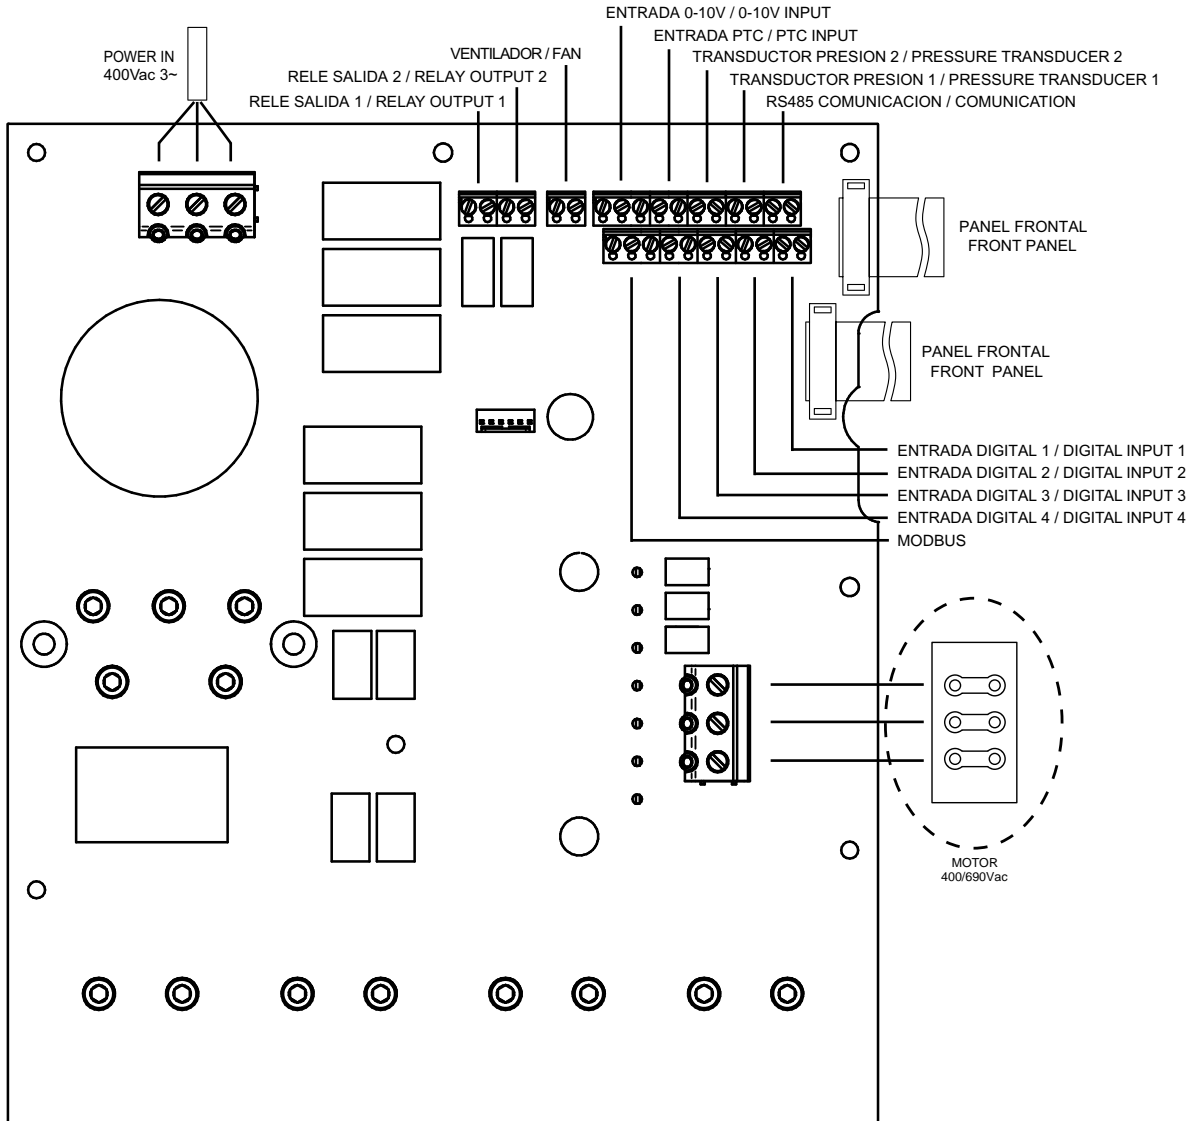 ENTRADA 0-10V / 0-10V INPUT
ENTRADA PTC / PTC INPUT
TRANSDUCTOR PRESION 2 / PRESSURE TRANSDUCER 2
TRANSDUCTOR PRESION 1 / PRESSURE TRANSDUCER 1
RS485 COMUNICACION / COMUNICATION
POWER IN
400Vac 3~
VENTILADOR / FAN
RELE SALIDA 2 / RELAY OUTPUT 2
RELE SALIDA 1 / RELAY OUTPUT 1
PANEL FRONTAL
FRONT PANEL
PANEL FRONTAL
FRONT PANEL
ENTRADA DIGITAL 1 / DIGITAL INPUT 1
ENTRADA DIGITAL 2 / DIGITAL INPUT 2
ENTRADA DIGITAL 3 / DIGITAL INPUT 3
ENTRADA DIGITAL 4 / DIGITAL INPUT 4
MODBUS
MOTOR
400/690Vac